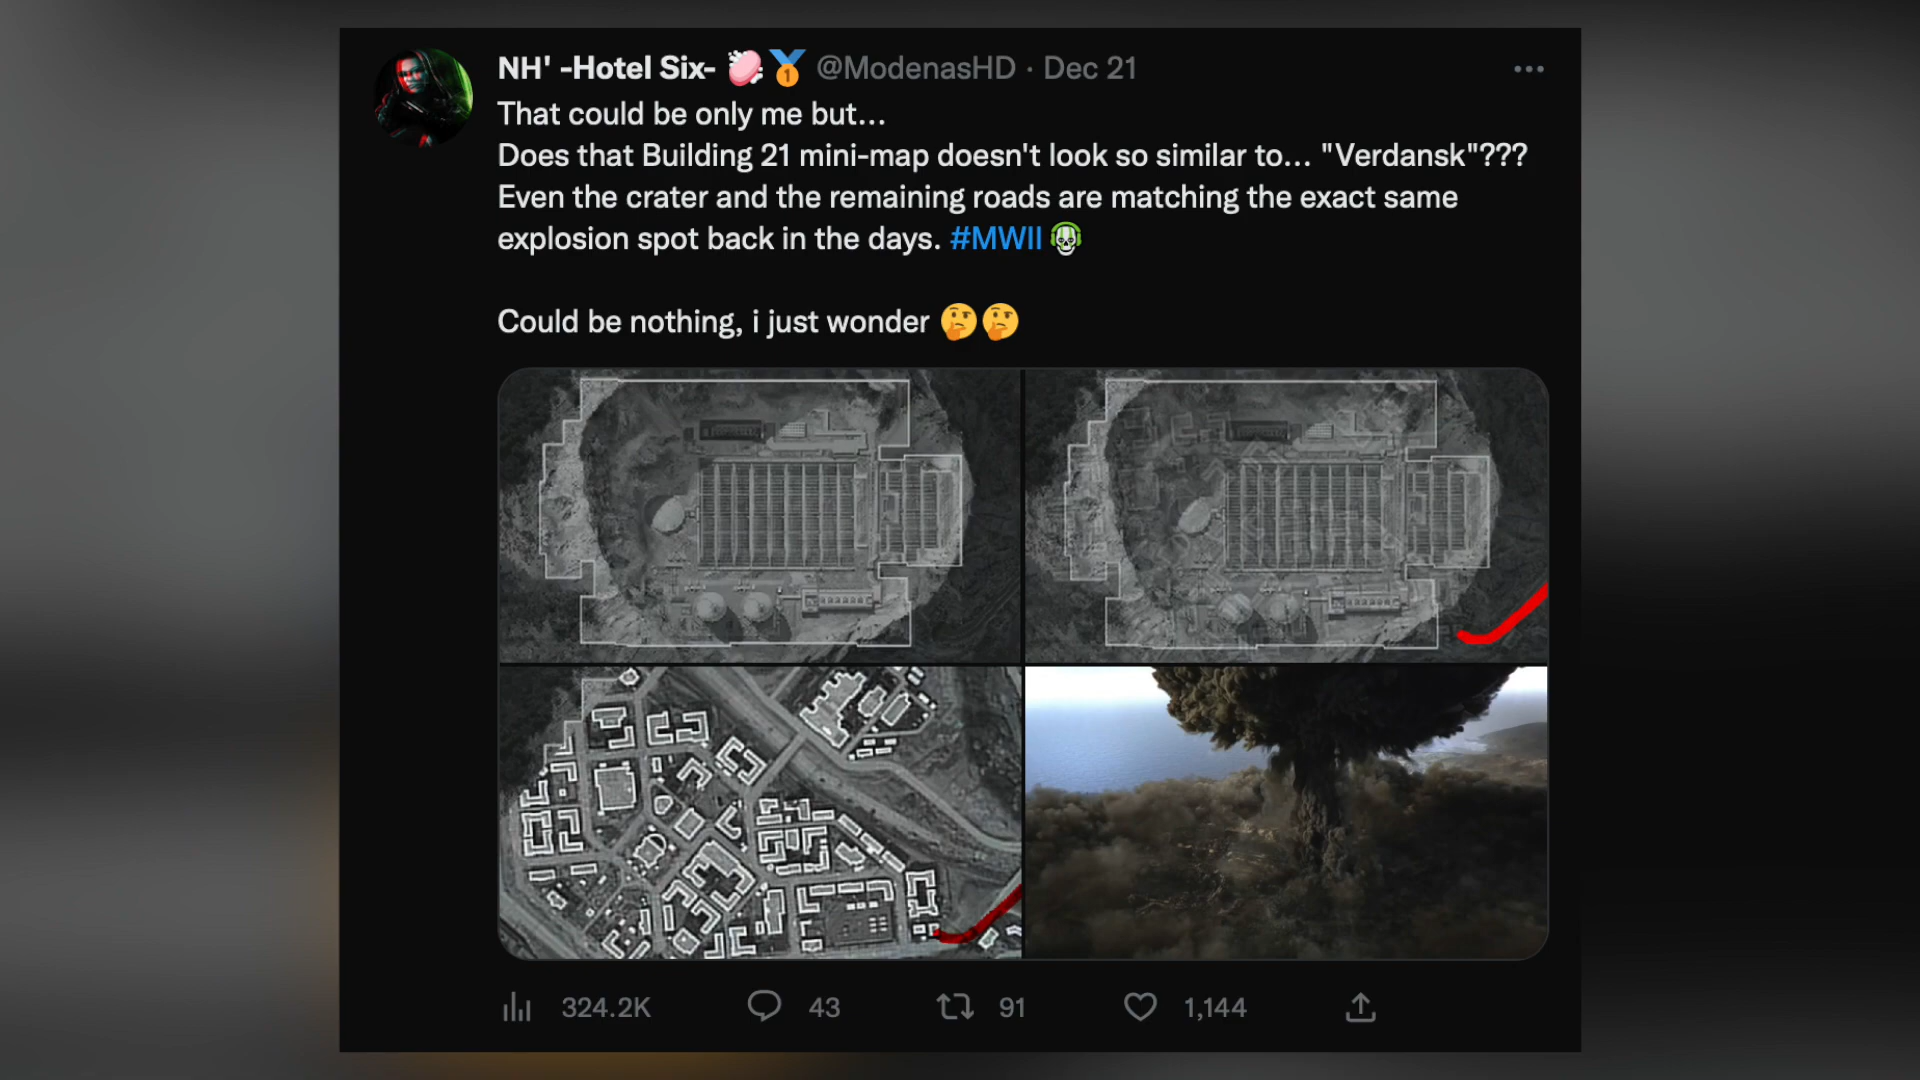 NH' -Hotel Six- 🧼🥇 @ModenasHD · Dec 21
That could be only me but...
Does that Building 21 mini-map doesn't look so similar to... "Verdansk"???
Even the crater and the remaining roads are matching the exact same
explosion spot back in the days. #MWII
Could be nothing, i just wonder 🤔🤔
324.2K 43 91 1,144